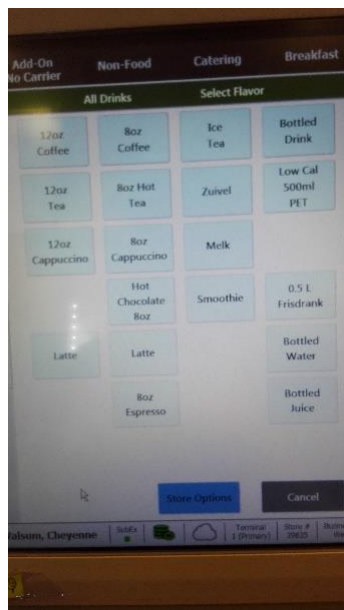 Add-On
No Carrier
Non-Food
Catering
Breakfast
All Drinks
Select Flavor
12oz
Coffee
8oz
Coffee
Ice
Tea
Bottled
Drink
12oz
Tea
8oz Hot
Tea
Zuivel
Low Cal
500ml
PET
12oz
Cappuccino
8oz
Cappuccino
Melk
Hot
Chocolate
8oz
Smoothie
0.5 L
Frisdrank
Latte
Latte
Bottled
Water
8oz
Espresso
Bottled
Juice
Store Options
Cancel
alsum, Cheyenne
SubEx
Terminal
1 (Primary)
Store #